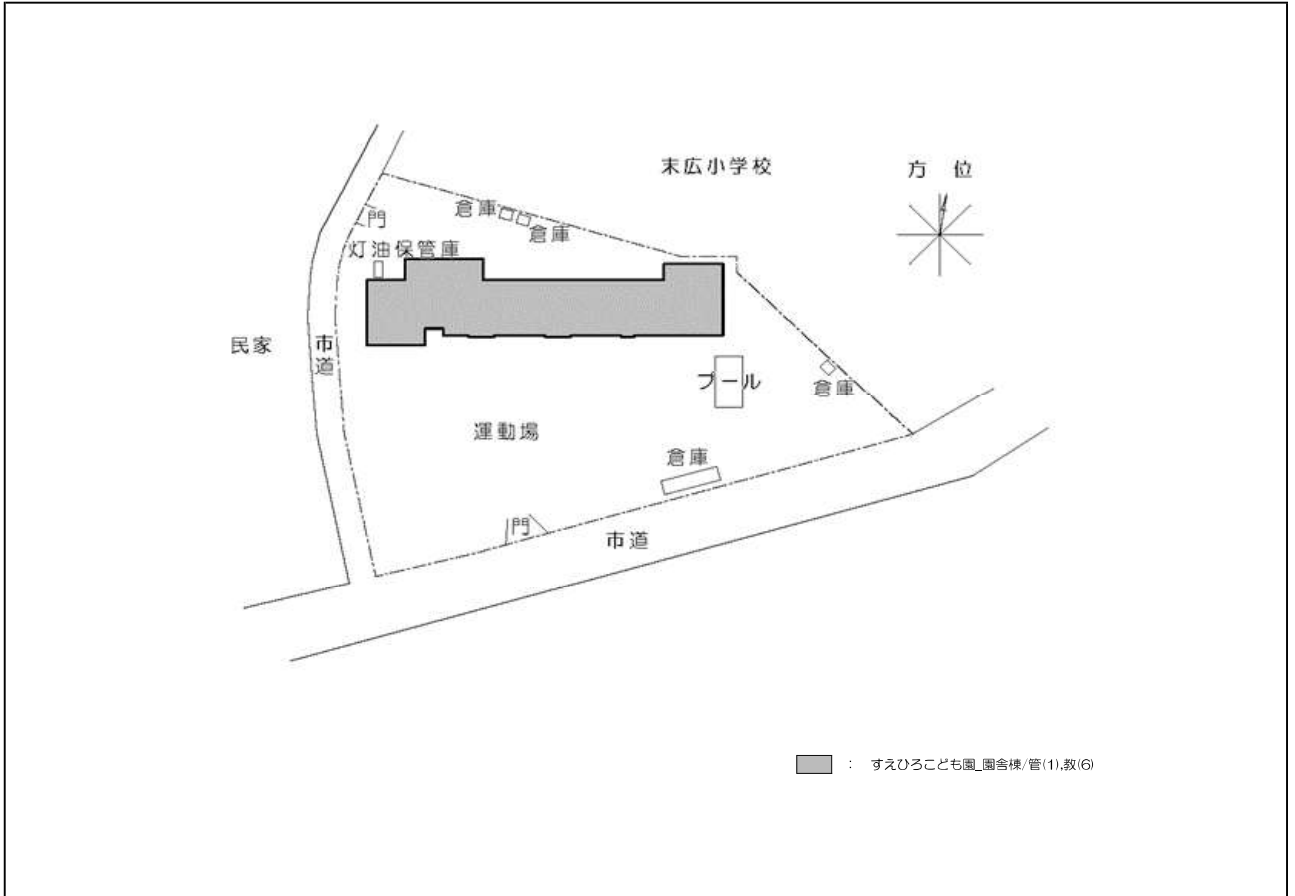 末広小学校
方 位
倉庫
門
倉庫
灯油保管庫
民家
市道
プール
倉庫
運動場
倉庫
門
市道
： すえひろこども園_園舎棟/管(1),教(6)